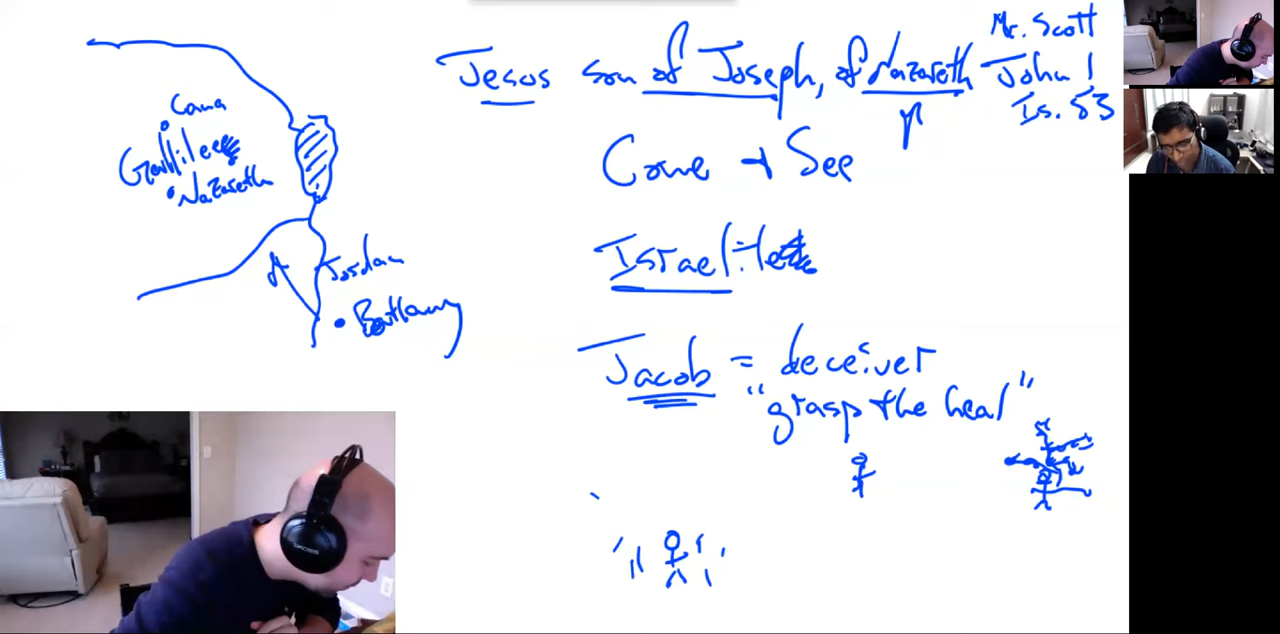 Mr. Scott
John 1
Is. 53
Jesus son of Joseph, of Nazareth
Come + See
Israel
Jacob = deceiver
"grasp the heal"
Cana
Galilee
Nazareth
Jordan
Bethany